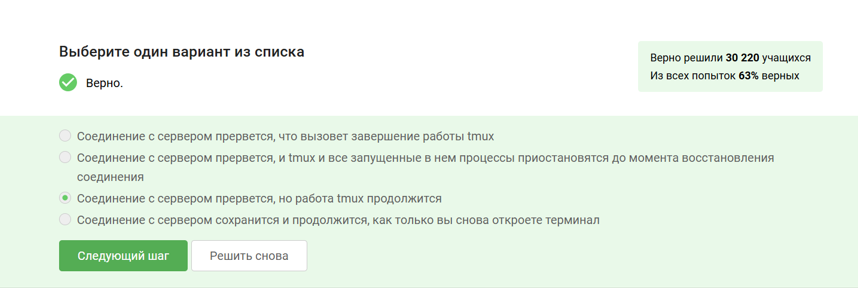 Выберите один вариант из списка
Верно решили 30 220 учащихся
Из всех попыток 63% верных
Верно.
Соединение с сервером прервется, что вызовет завершение работы tmux
Соединение с сервером прервется, и tmux и все запущенные в нем процессы приостановятся до момента восстановления
соединения
Соединение с сервером прервется, но работа tmux продолжится
Соединение с сервером сохранится и продолжится, как только вы снова откроете терминал
Следующий шаг
Решить снова